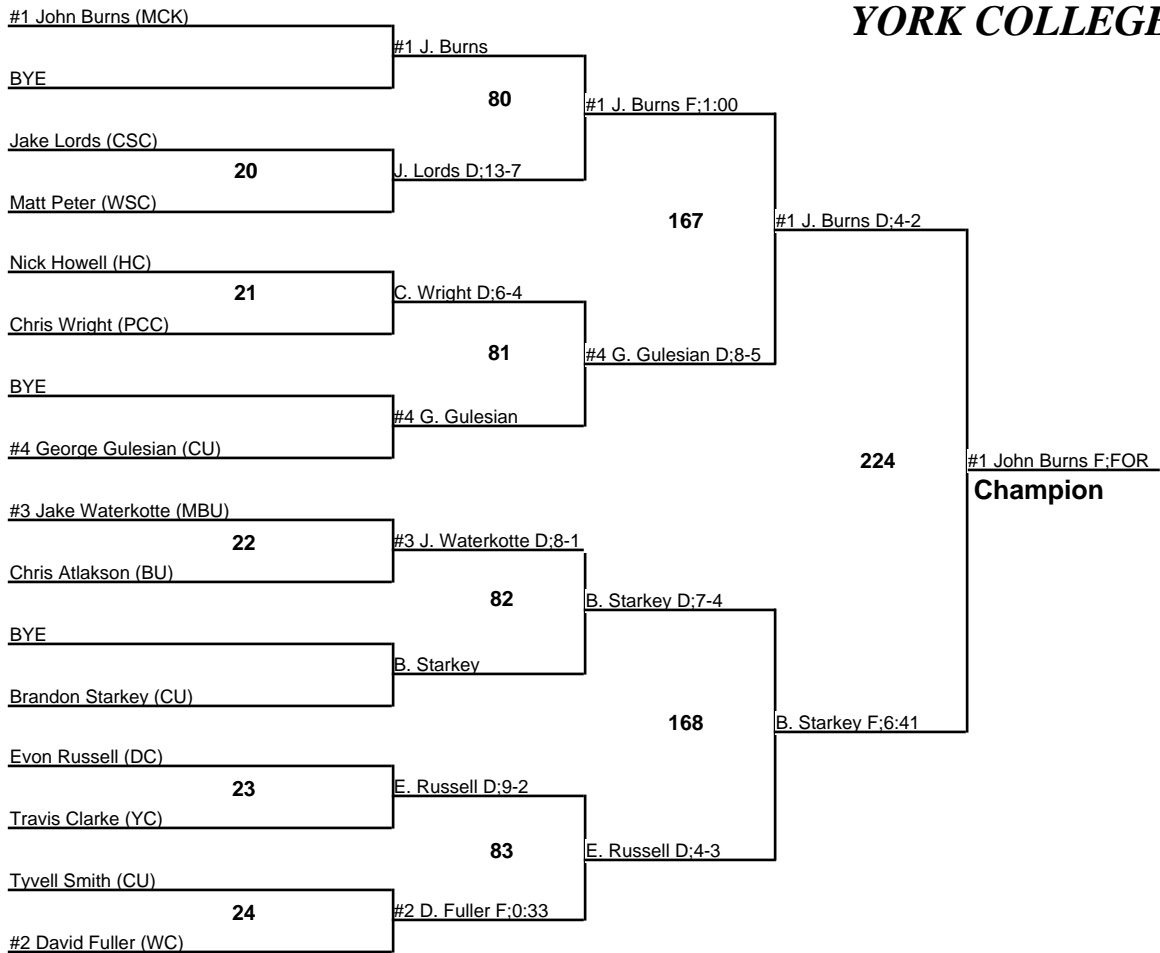 YORK COLLEGE
#1 John Burns (MCK)
#1 J. Burns
BYE
80
#1 J. Burns F;1:00
Jake Lords (CSC)
20
J. Lords D;13-7
Matt Peter (WSC)
167
#1 J. Burns D;4-2
Nick Howell (HC)
21
C. Wright D;6-4
Chris Wright (PCC)
81
#4 G. Gulesian D;8-5
BYE
#4 G. Gulesian
#4 George Gulesian (CU)
224
#1 John Burns F;FOR
Champion
#3 Jake Waterkotte (MBU)
22
#3 J. Waterkotte D;8-1
Chris Atlakson (BU)
82
B. Starkey D;7-4
BYE
B. Starkey
Brandon Starkey (CU)
168
B. Starkey F;6:41
Evon Russell (DC)
23
E. Russell D;9-2
Travis Clarke (YC)
83
E. Russell D;4-3
Tyvell Smith (CU)
24
#2 D. Fuller F;0:33
#2 David Fuller (WC)